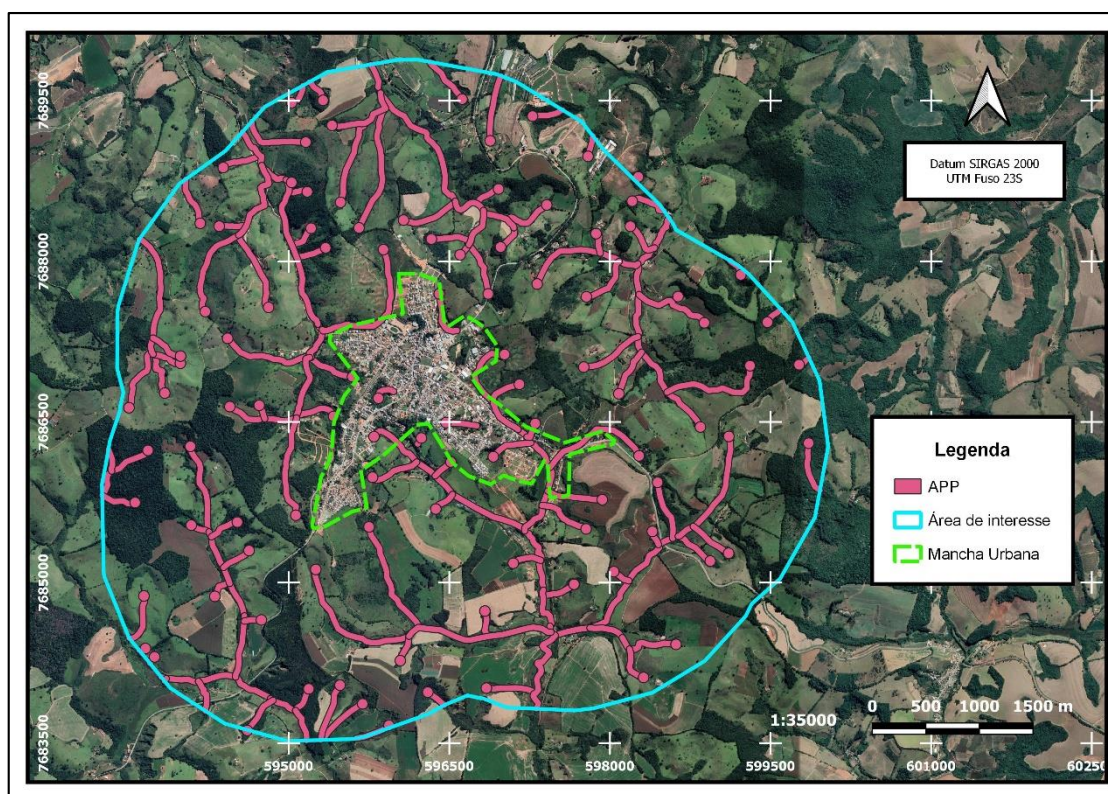 7689500
7688000
7686500
7685000
7683500
Datum SIRGAS 2000
UTM Fuso 23S
Legenda
APP
Área de interesse
Mancha Urbana
1:35000
0 500 1000 1500 m
595000 596500 598000 599500 601000 60250